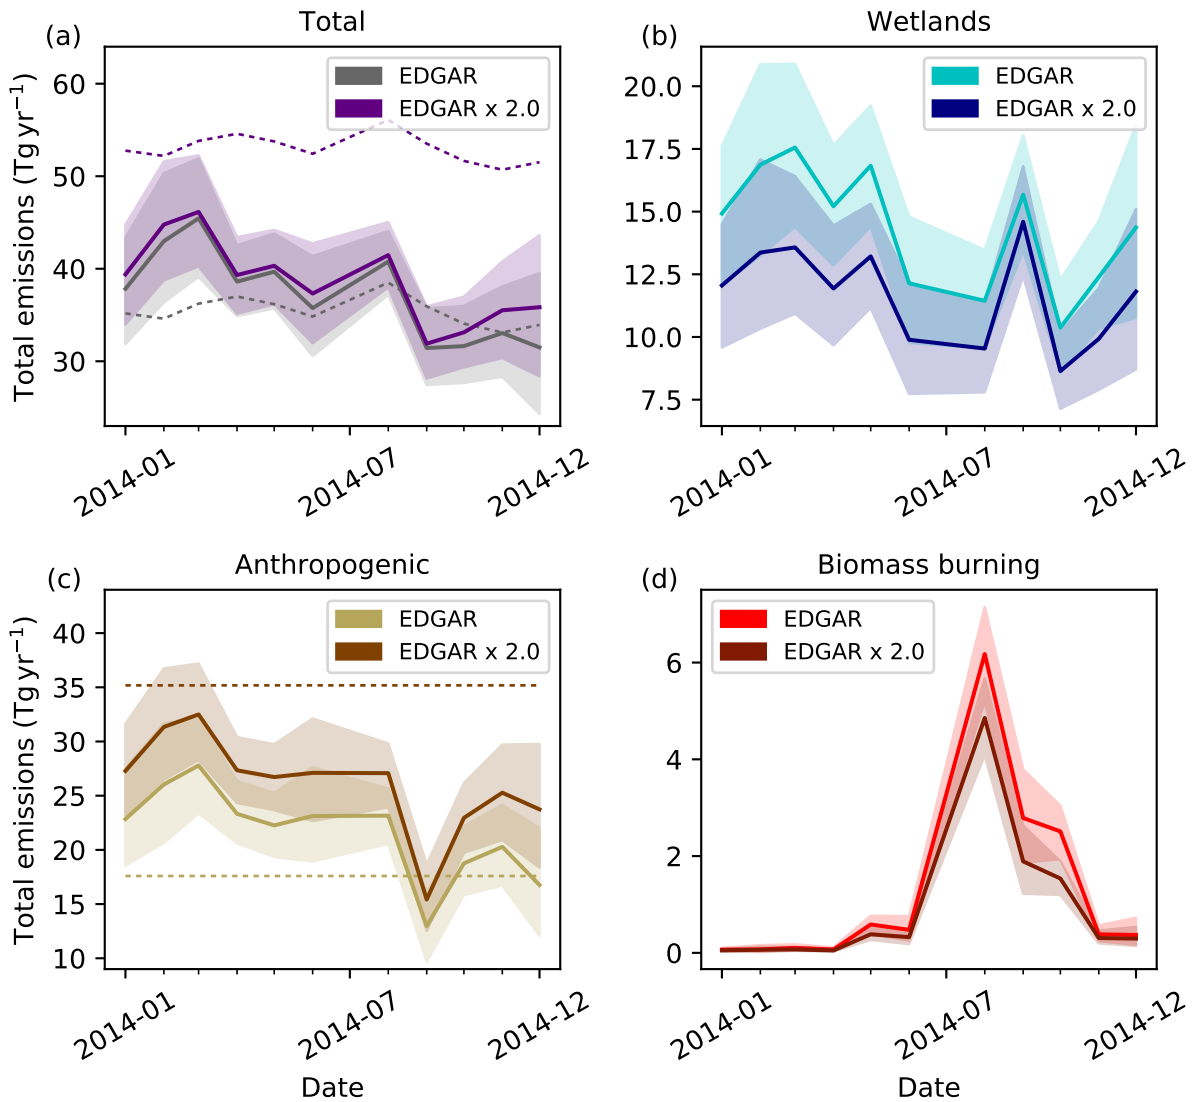 (a)
Total
Total emissions (Tg yr⁻¹)
60
50
40
30
EDGAR
EDGAR x 2.0
2014-01
2014-07
2014-12
(b)
Wetlands
20.0
17.5
15.0
12.5
10.0
7.5
EDGAR
EDGAR x 2.0
2014-01
2014-07
2014-12
(c)
Anthropogenic
Total emissions (Tg yr⁻¹)
40
35
30
25
20
15
10
EDGAR
EDGAR x 2.0
2014-01
2014-07
2014-12
Date
(d)
Biomass burning
6
4
2
0
EDGAR
EDGAR x 2.0
2014-01
2014-07
2014-12
Date